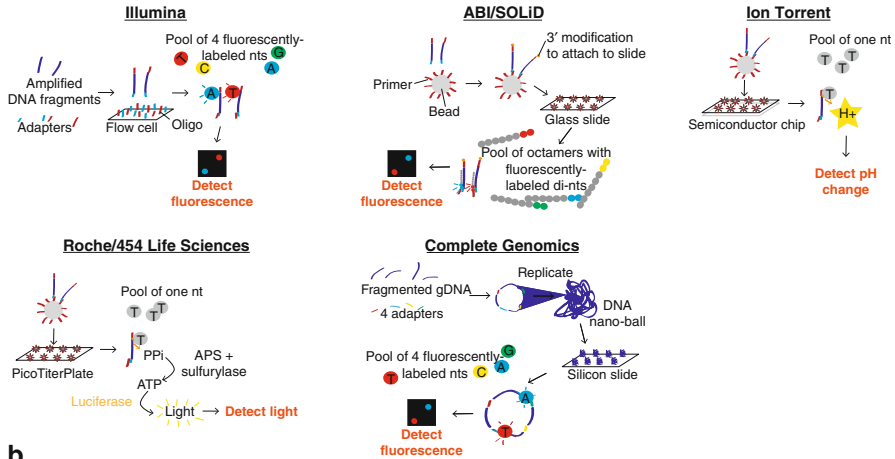 Illumina
Pool of 4 fluorescently-
labeled nts
T
C
G
A
Amplified
DNA fragments
Adapters
A
T
Flow cell
Oligo
Detect
fluorescence
ABI/SOLiD
3′ modification
to attach to slide
Primer
Bead
Glass slide
Pool of octamers with
fluorescently-
labeled di-nts
Detect
fluorescence
Ion Torrent
Pool of one nt
T
T
T
Semiconductor chip
T
H+
Detect pH
change
Roche/454 Life Sciences
Pool of one nt
T
T
T
T
PicoTiterPlate
PPi
APS +
sulfurylase
ATP
Luciferase
Light
Detect light
Complete Genomics
Fragmented gDNA
4 adapters
Replicate
DNA
nano-ball
Silicon slide
Pool of 4 fluorescently-
labeled nts
T
C
A
G
A
T
Detect
fluorescence
b